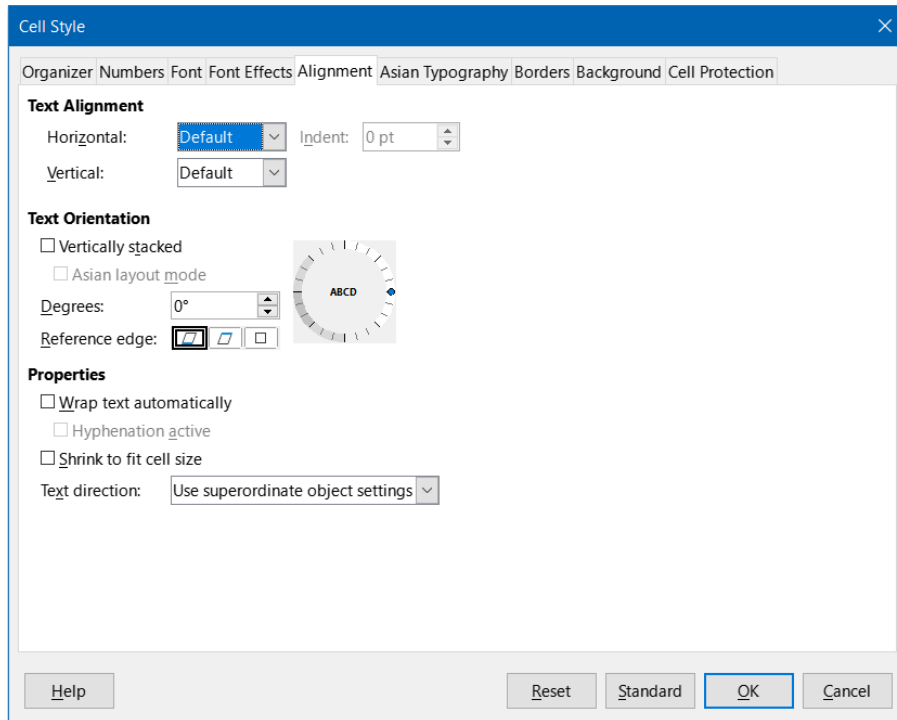 Cell Style
Organizer Numbers Font Font Effects Alignment Asian Typography Borders Background Cell Protection
Text Alignment
Horizontal: Default Indent: 0 pt
Vertical: Default
Text Orientation
Vertically stacked
Asian layout mode
ABCD
Degrees: 0°
Reference edge:
Properties
Wrap text automatically
Hyphenation active
Shrink to fit cell size
Text direction: Use superordinate object settings
Help Reset Standard OK Cancel